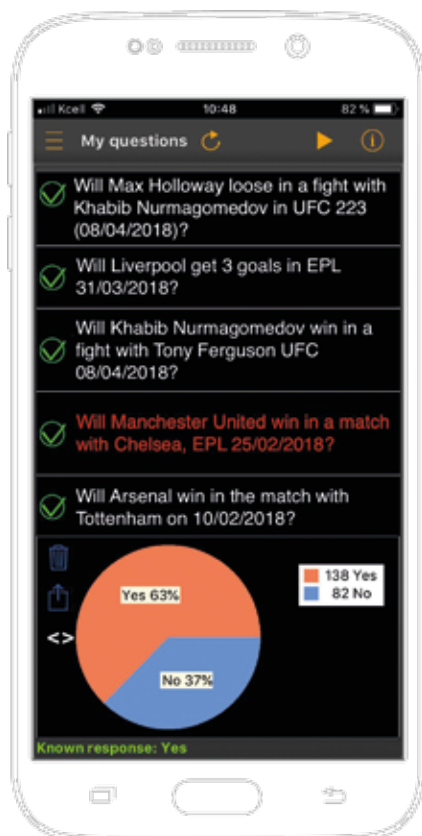 Kcell 10:48 82 %
My questions
Will Max Holloway loose in a fight with
Khabib Nurmagomedov in UFC 223
(08/04/2018)?
Will Liverpool get 3 goals in EPL
31/03/2018?
Will Khabib Nurmagomedov win in a
fight with Tony Ferguson UFC
08/04/2018?
Will Manchester United win in a match
with Chelsea, EPL 25/02/2018?
Will Arsenal win in the match with
Tottenham on 10/02/2018?
138 Yes
82 No
Yes 63%
<>
No 37%
Known response: Yes